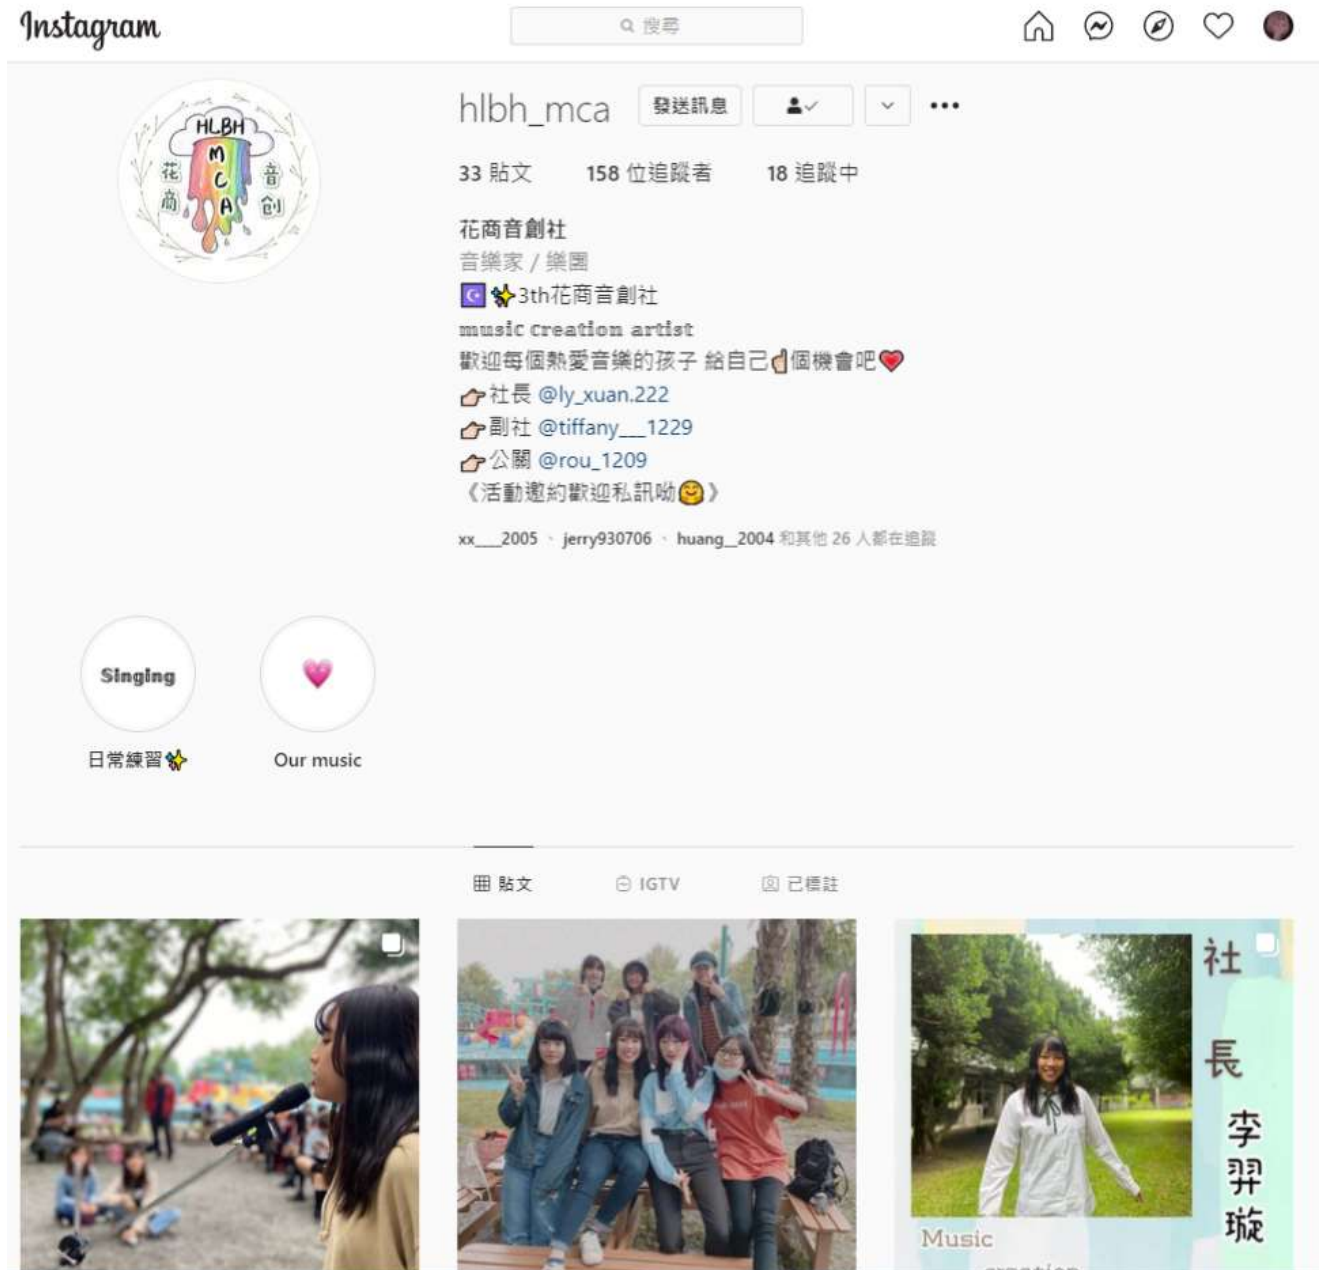 Instagram
搜尋
HLBH
M
C
A
花商
音創
hlbh_mca 發送訊息
33 貼文 158 位追蹤者 18 追蹤中
花商音創社
音樂家 / 樂團
☪️✨3th花商音創社
𝕞𝕦𝕤𝕚𝕔 𝕔𝕣𝕖𝕒𝕥𝕚𝕠𝕟 𝕒𝕣𝕥𝕚𝕤𝕥
歡迎每個熱愛音樂的孩子 給自己☝🏻個機會吧❤️
👉🏻社長 @ly_xuan.222
👉🏻副社 @tiffany___1229
👉🏻公關 @rou_1209
《活動邀約歡迎私訊呦🤗》
xx___2005、jerry930706、huang__2004 和其他 26 人都在追蹤
𝕊𝕚𝕟𝕘𝕚𝕟𝕘
日常練習✨ Our music
貼文 IGTV 已標註
社長
李羿璇
Music
creation